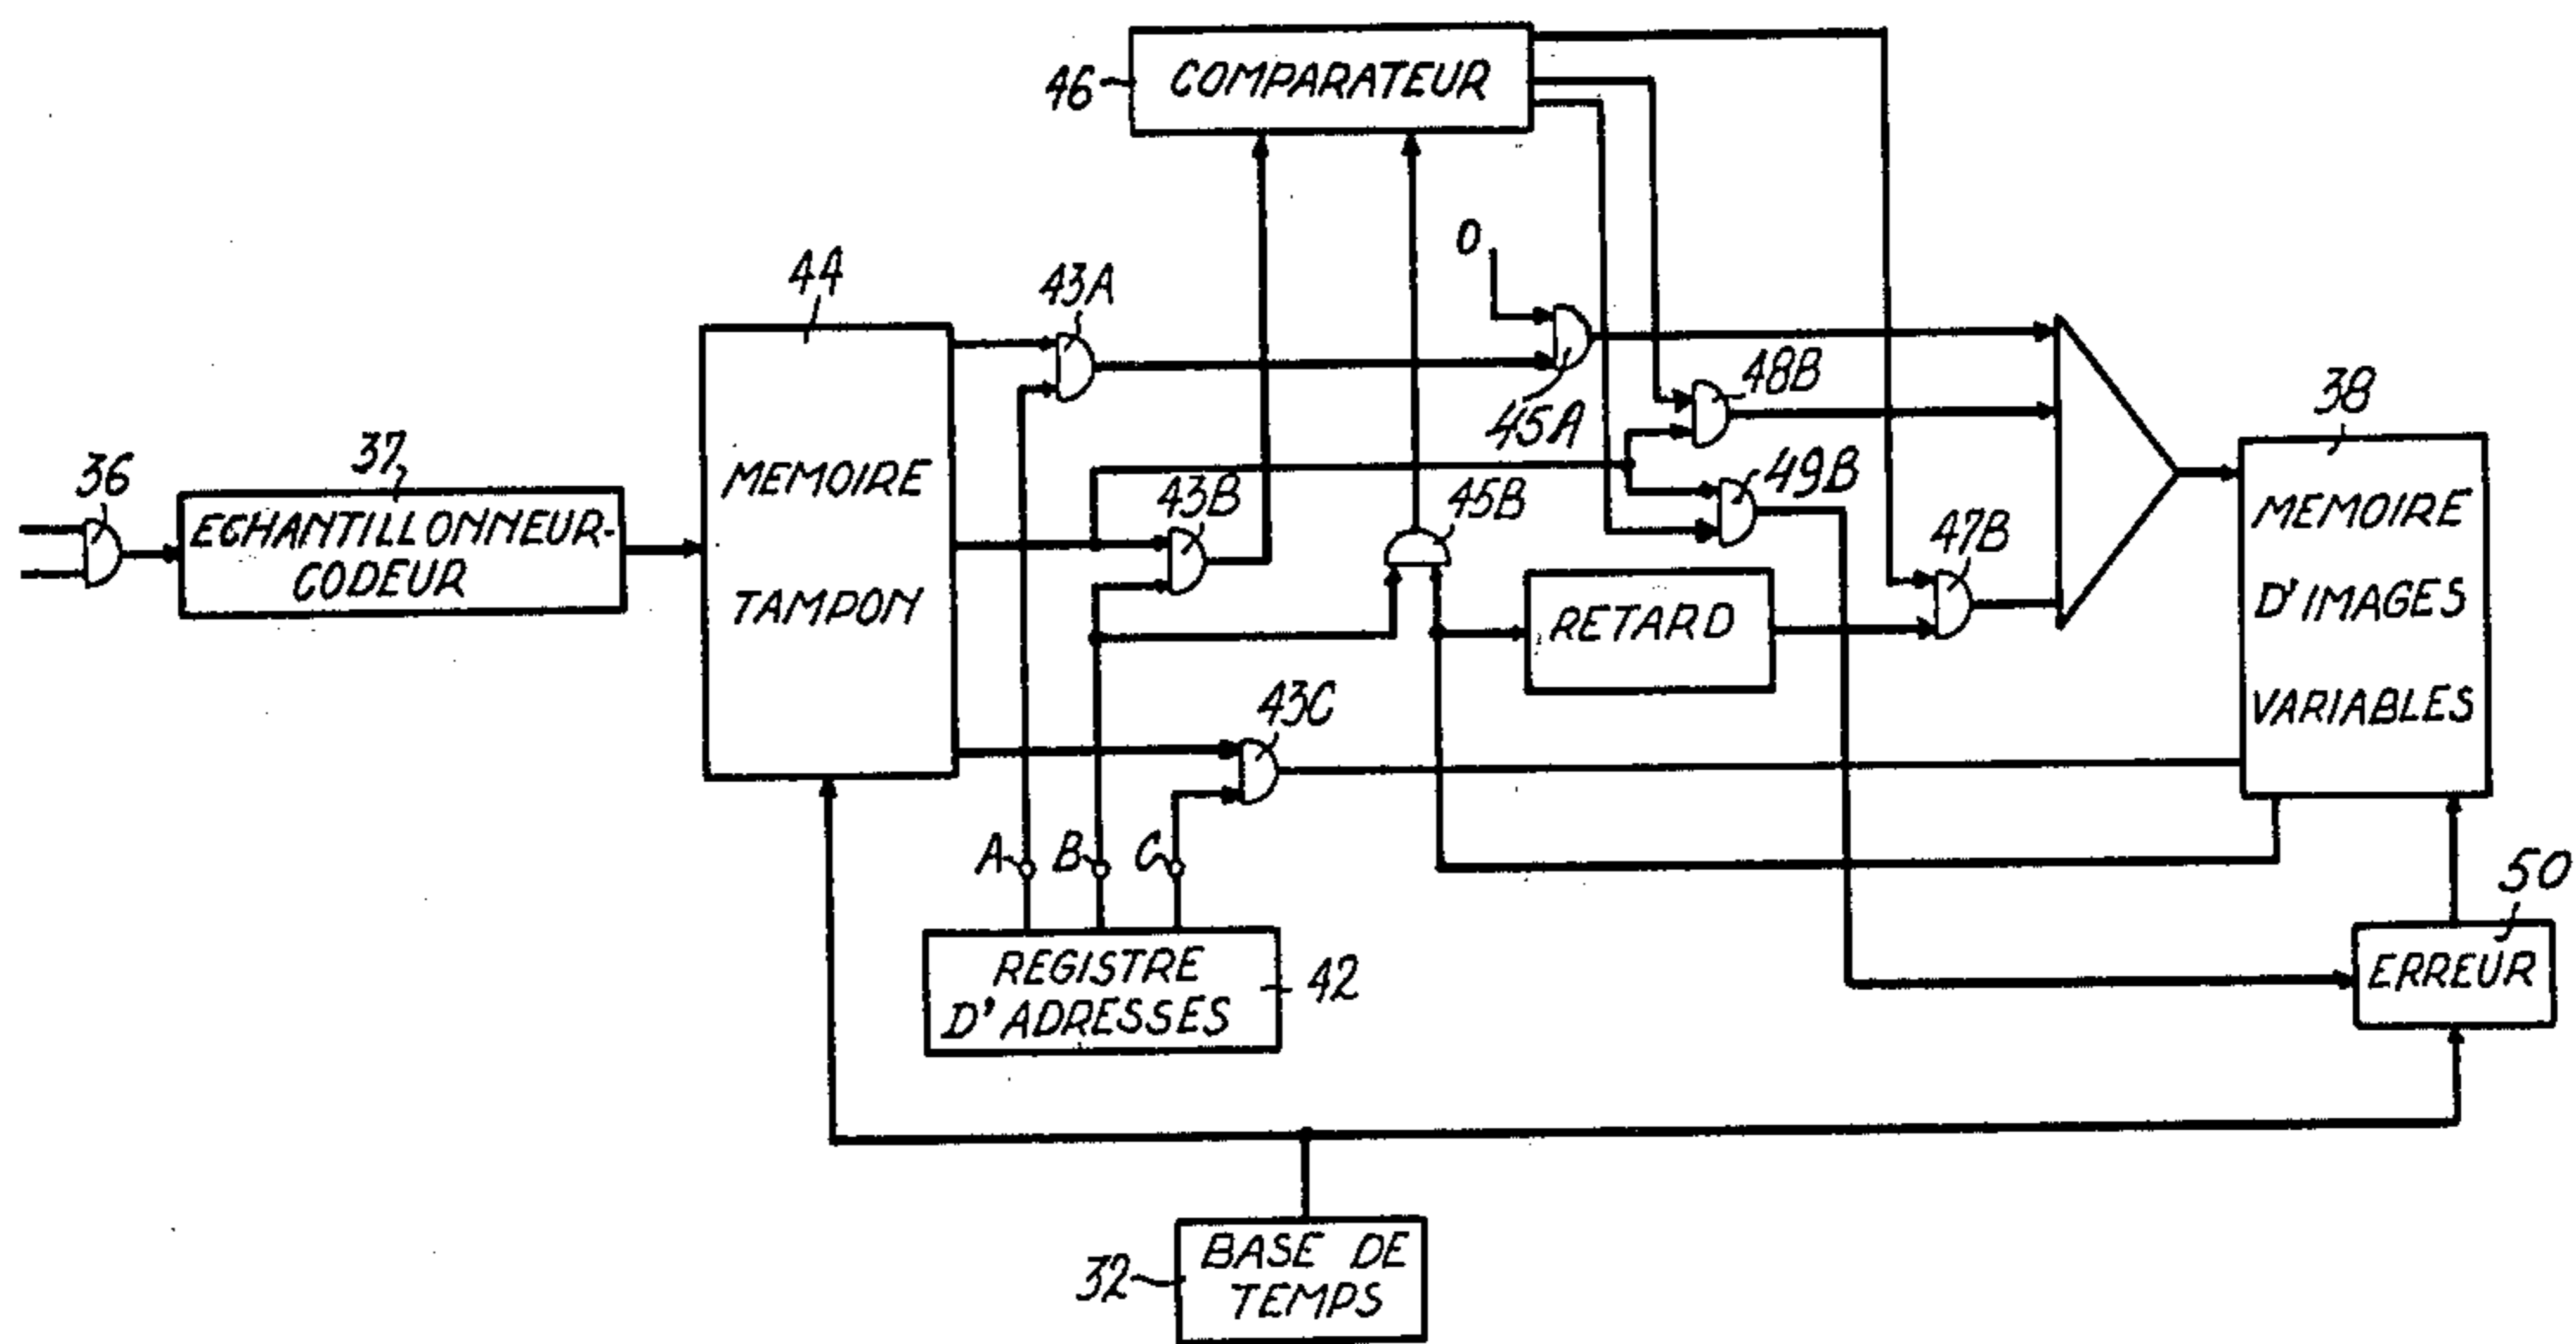 46
COMPARATEUR
O
44
43A
45A
48B
38
36
37
ECHANTILLONNEUR-
CODEUR
MEMOIRE
TAMPON
43B
45B
49B
47B
MEMOIRE
D'IMAGES
VARIABLES
RETARD
43C
A
B
C
50
REGISTRE
D'ADRESSES
42
ERREUR
32
BASE DE
TEMPS